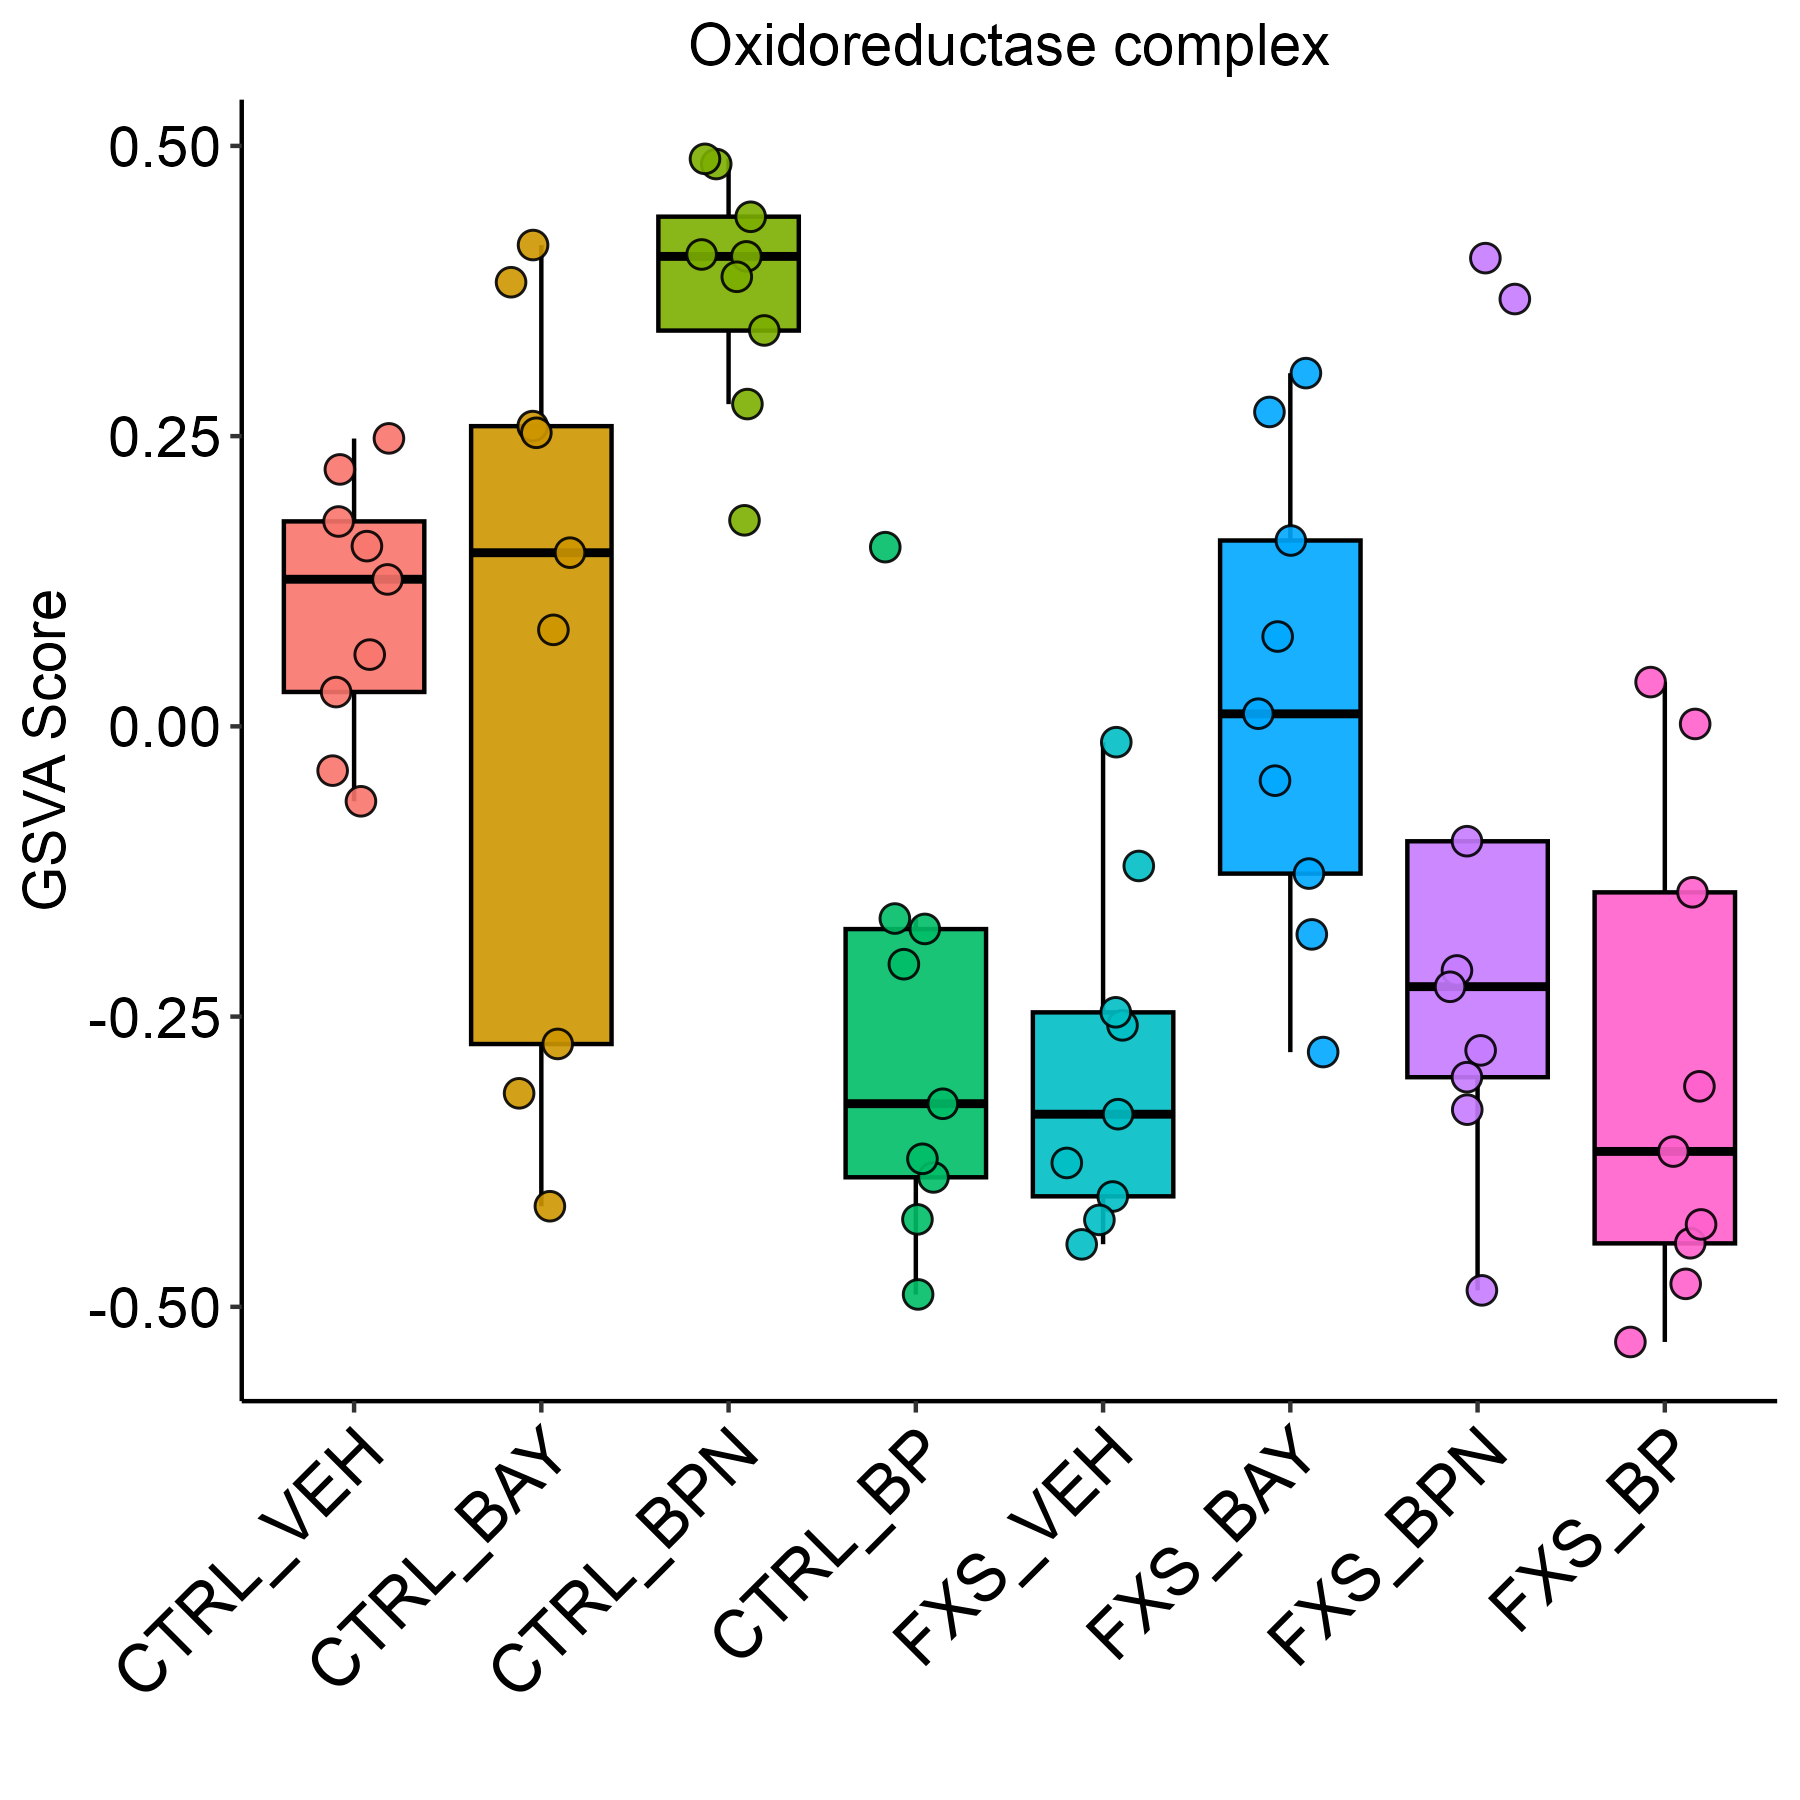 Oxidoreductase complex
GSVA Score
0.50
0.25
0.00
-0.25
-0.50
CTRL_VEH
CTRL_BAY
CTRL_BPN
CTRL_BP
FXS_VEH
FXS_BAY
FXS_BPN
FXS_BP